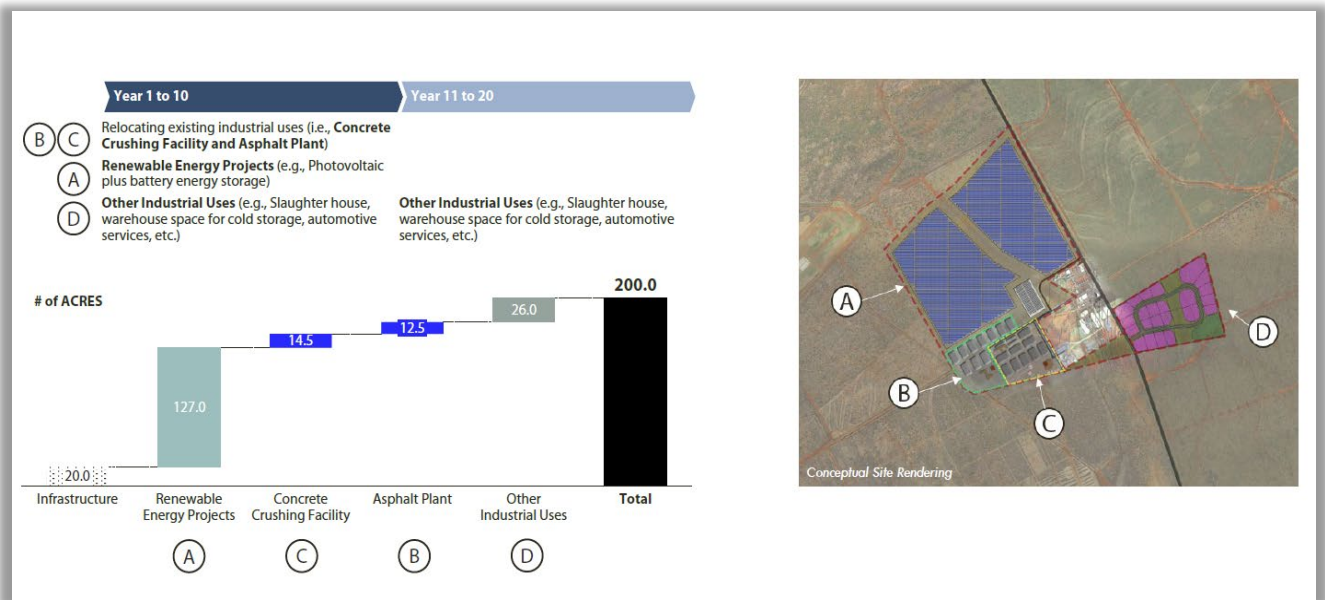 Year 1 to 10
Year 11 to 20
B C
Relocating existing industrial uses (i.e., Concrete
Crushing Facility and Asphalt Plant)
A
Renewable Energy Projects (e.g., Photovoltaic
plus battery energy storage)
D
Other Industrial Uses (e.g., Slaughter house,
warehouse space for cold storage, automotive
services, etc.)
Other Industrial Uses (e.g., Slaughter house,
warehouse space for cold storage, automotive
services, etc.)
# of ACRES
20.0
127.0
14.5
12.5
26.0
200.0
Infrastructure
Renewable
Energy Projects
Concrete
Crushing Facility
Asphalt Plant
Other
Industrial Uses
Total
A
C
B
D
A
B
C
D
Conceptual Site Rendering